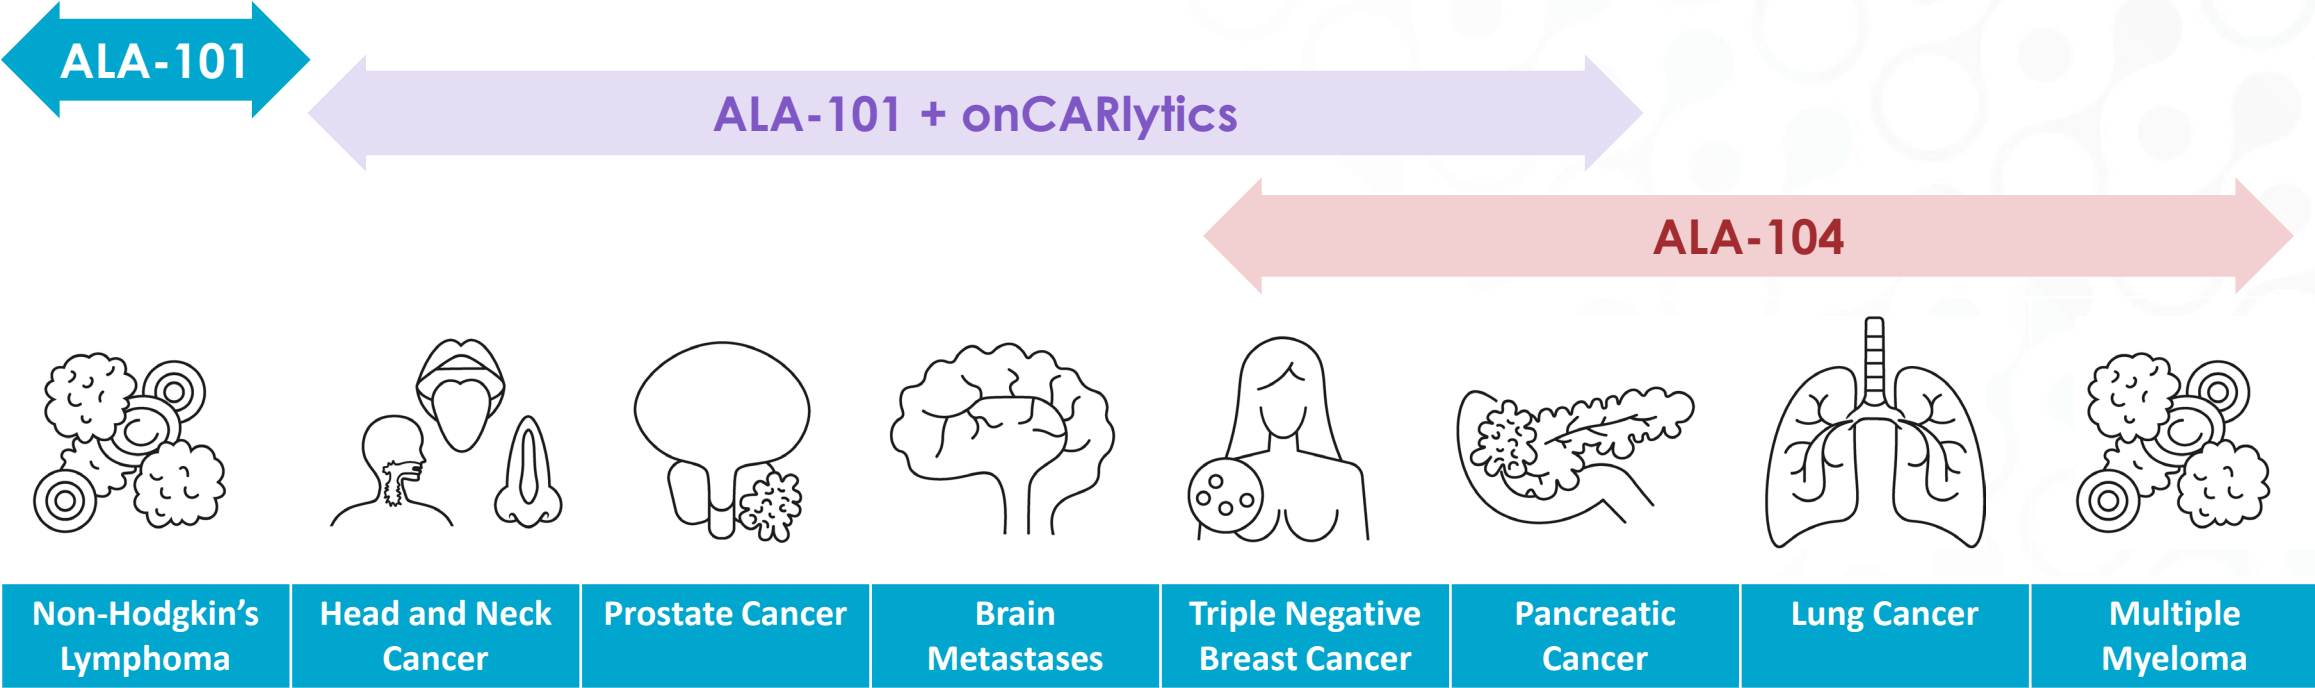 ALA-101
ALA-101 + onCARlytics
ALA-104
Non-Hodgkin’s
Lymphoma
Head and Neck
Cancer
Prostate Cancer
Brain
Metastases
Triple Negative
Breast Cancer
Pancreatic
Cancer
Lung Cancer
Multiple
Myeloma